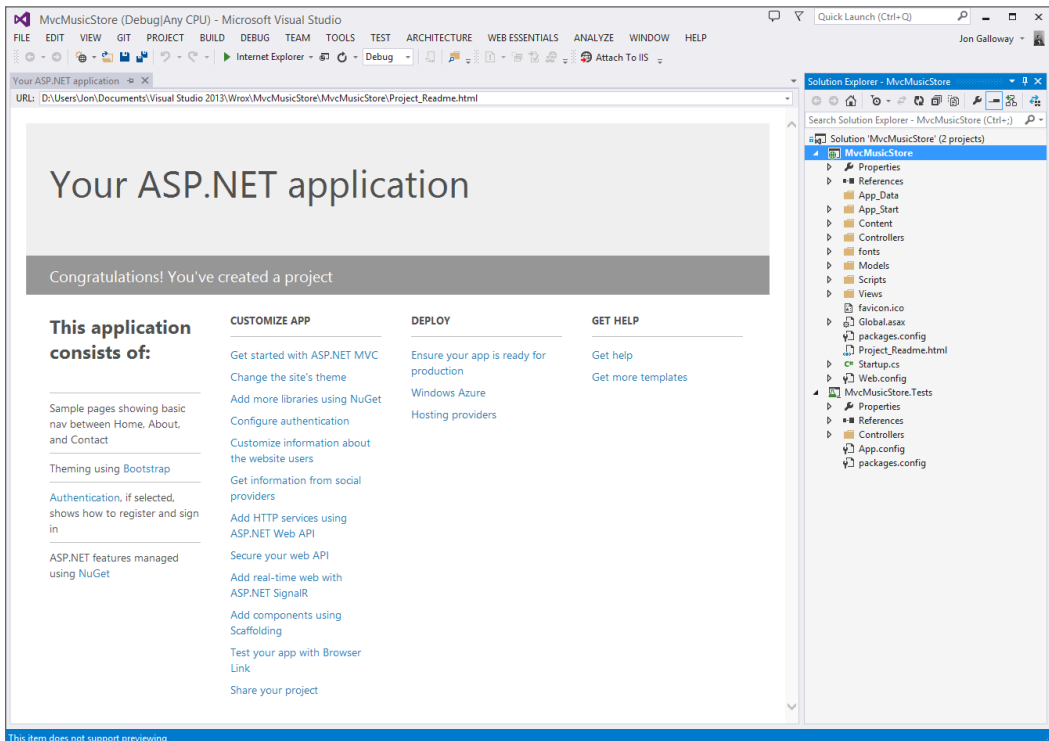 MvcMusicStore (Debug|Any CPU) - Microsoft Visual Studio
Quick Launch (Ctrl+Q)
FILE EDIT VIEW GIT PROJECT BUILD DEBUG TEAM TOOLS TEST ARCHITECTURE WEB ESSENTIALS ANALYZE WINDOW HELP
Jon Galloway
Internet Explorer
Debug
Attach To IIS
Your ASP.NET application
URL: D:\Users\Jon\Documents\Visual Studio 2013\Wrox\MvcMusicStore\MvcMusicStore\Project_Readme.html
Your ASP.NET application
Congratulations! You've created a project
This application
consists of:
Sample pages showing basic
nav between Home, About,
and Contact
Theming using Bootstrap
Authentication, if selected,
shows how to register and sign
in
ASP.NET features managed
using NuGet
CUSTOMIZE APP
Get started with ASP.NET MVC
Change the site's theme
Add more libraries using NuGet
Configure authentication
Customize information about
the website users
Get information from social
providers
Add HTTP services using
ASP.NET Web API
Secure your web API
Add real-time web with
ASP.NET SignalR
Add components using
Scaffolding
Test your app with Browser
Link
Share your project
DEPLOY
Ensure your app is ready for
production
Windows Azure
Hosting providers
GET HELP
Get help
Get more templates
Solution Explorer - MvcMusicStore
Search Solution Explorer - MvcMusicStore (Ctrl+;)
Solution 'MvcMusicStore' (2 projects)
MvcMusicStore
Properties
References
App_Data
App_Start
Content
Controllers
fonts
Models
Scripts
Views
favicon.ico
Global.asax
packages.config
Project_Readme.html
C# Startup.cs
Web.config
MvcMusicStore.Tests
Properties
References
Controllers
App.config
packages.config
This item does not support previewing